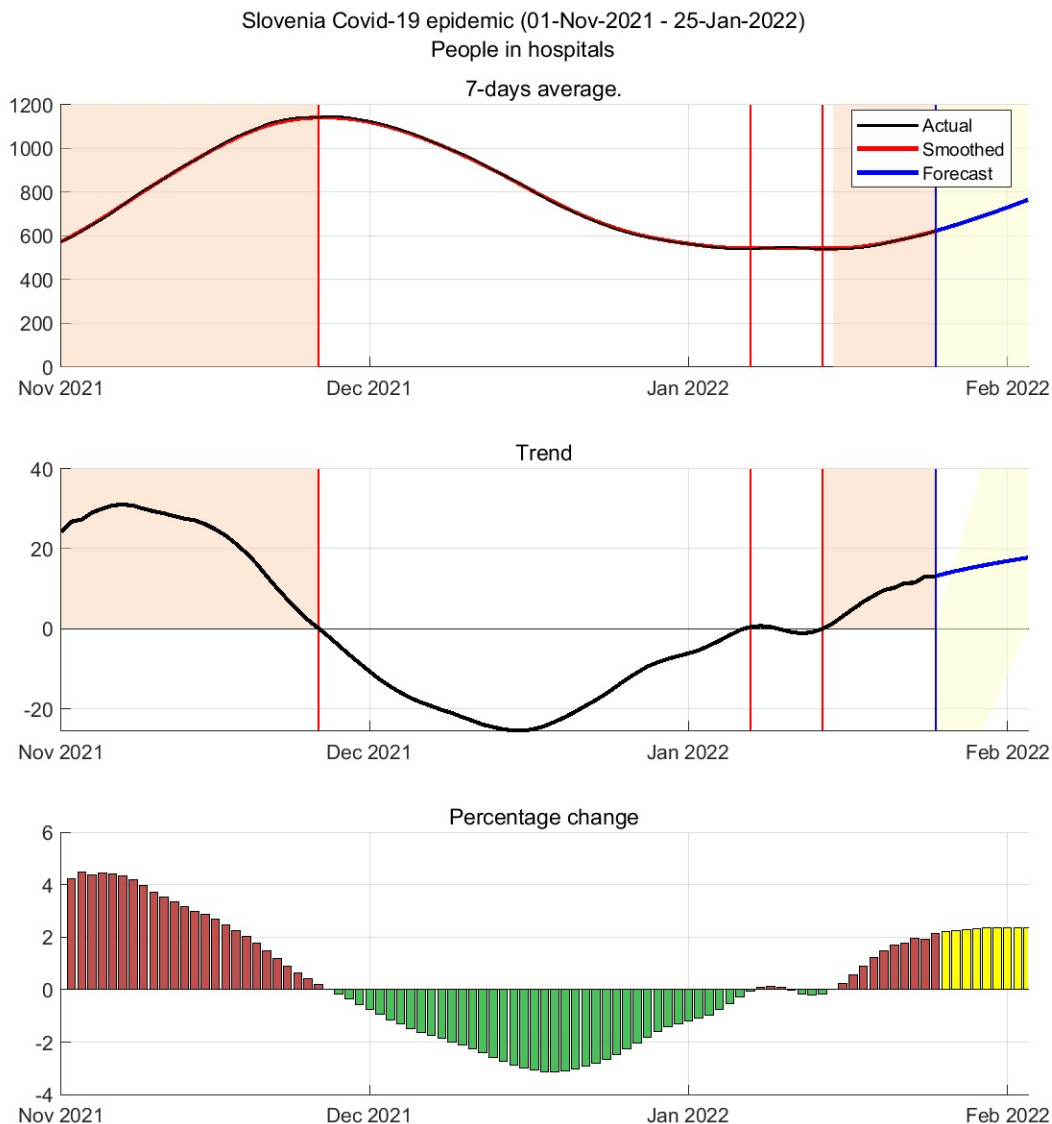 Slovenia Covid-19 epidemic (01-Nov-2021 - 25-Jan-2022)
People in hospitals
7-days average.
1200
1000
800
600
400
200
0
Actual
Smoothed
Forecast
Nov 2021
Dec 2021
Jan 2022
Feb 2022
Trend
40
20
0
-20
Nov 2021
Dec 2021
Jan 2022
Feb 2022
Percentage change
6
4
2
0
-2
-4
Nov 2021
Dec 2021
Jan 2022
Feb 2022